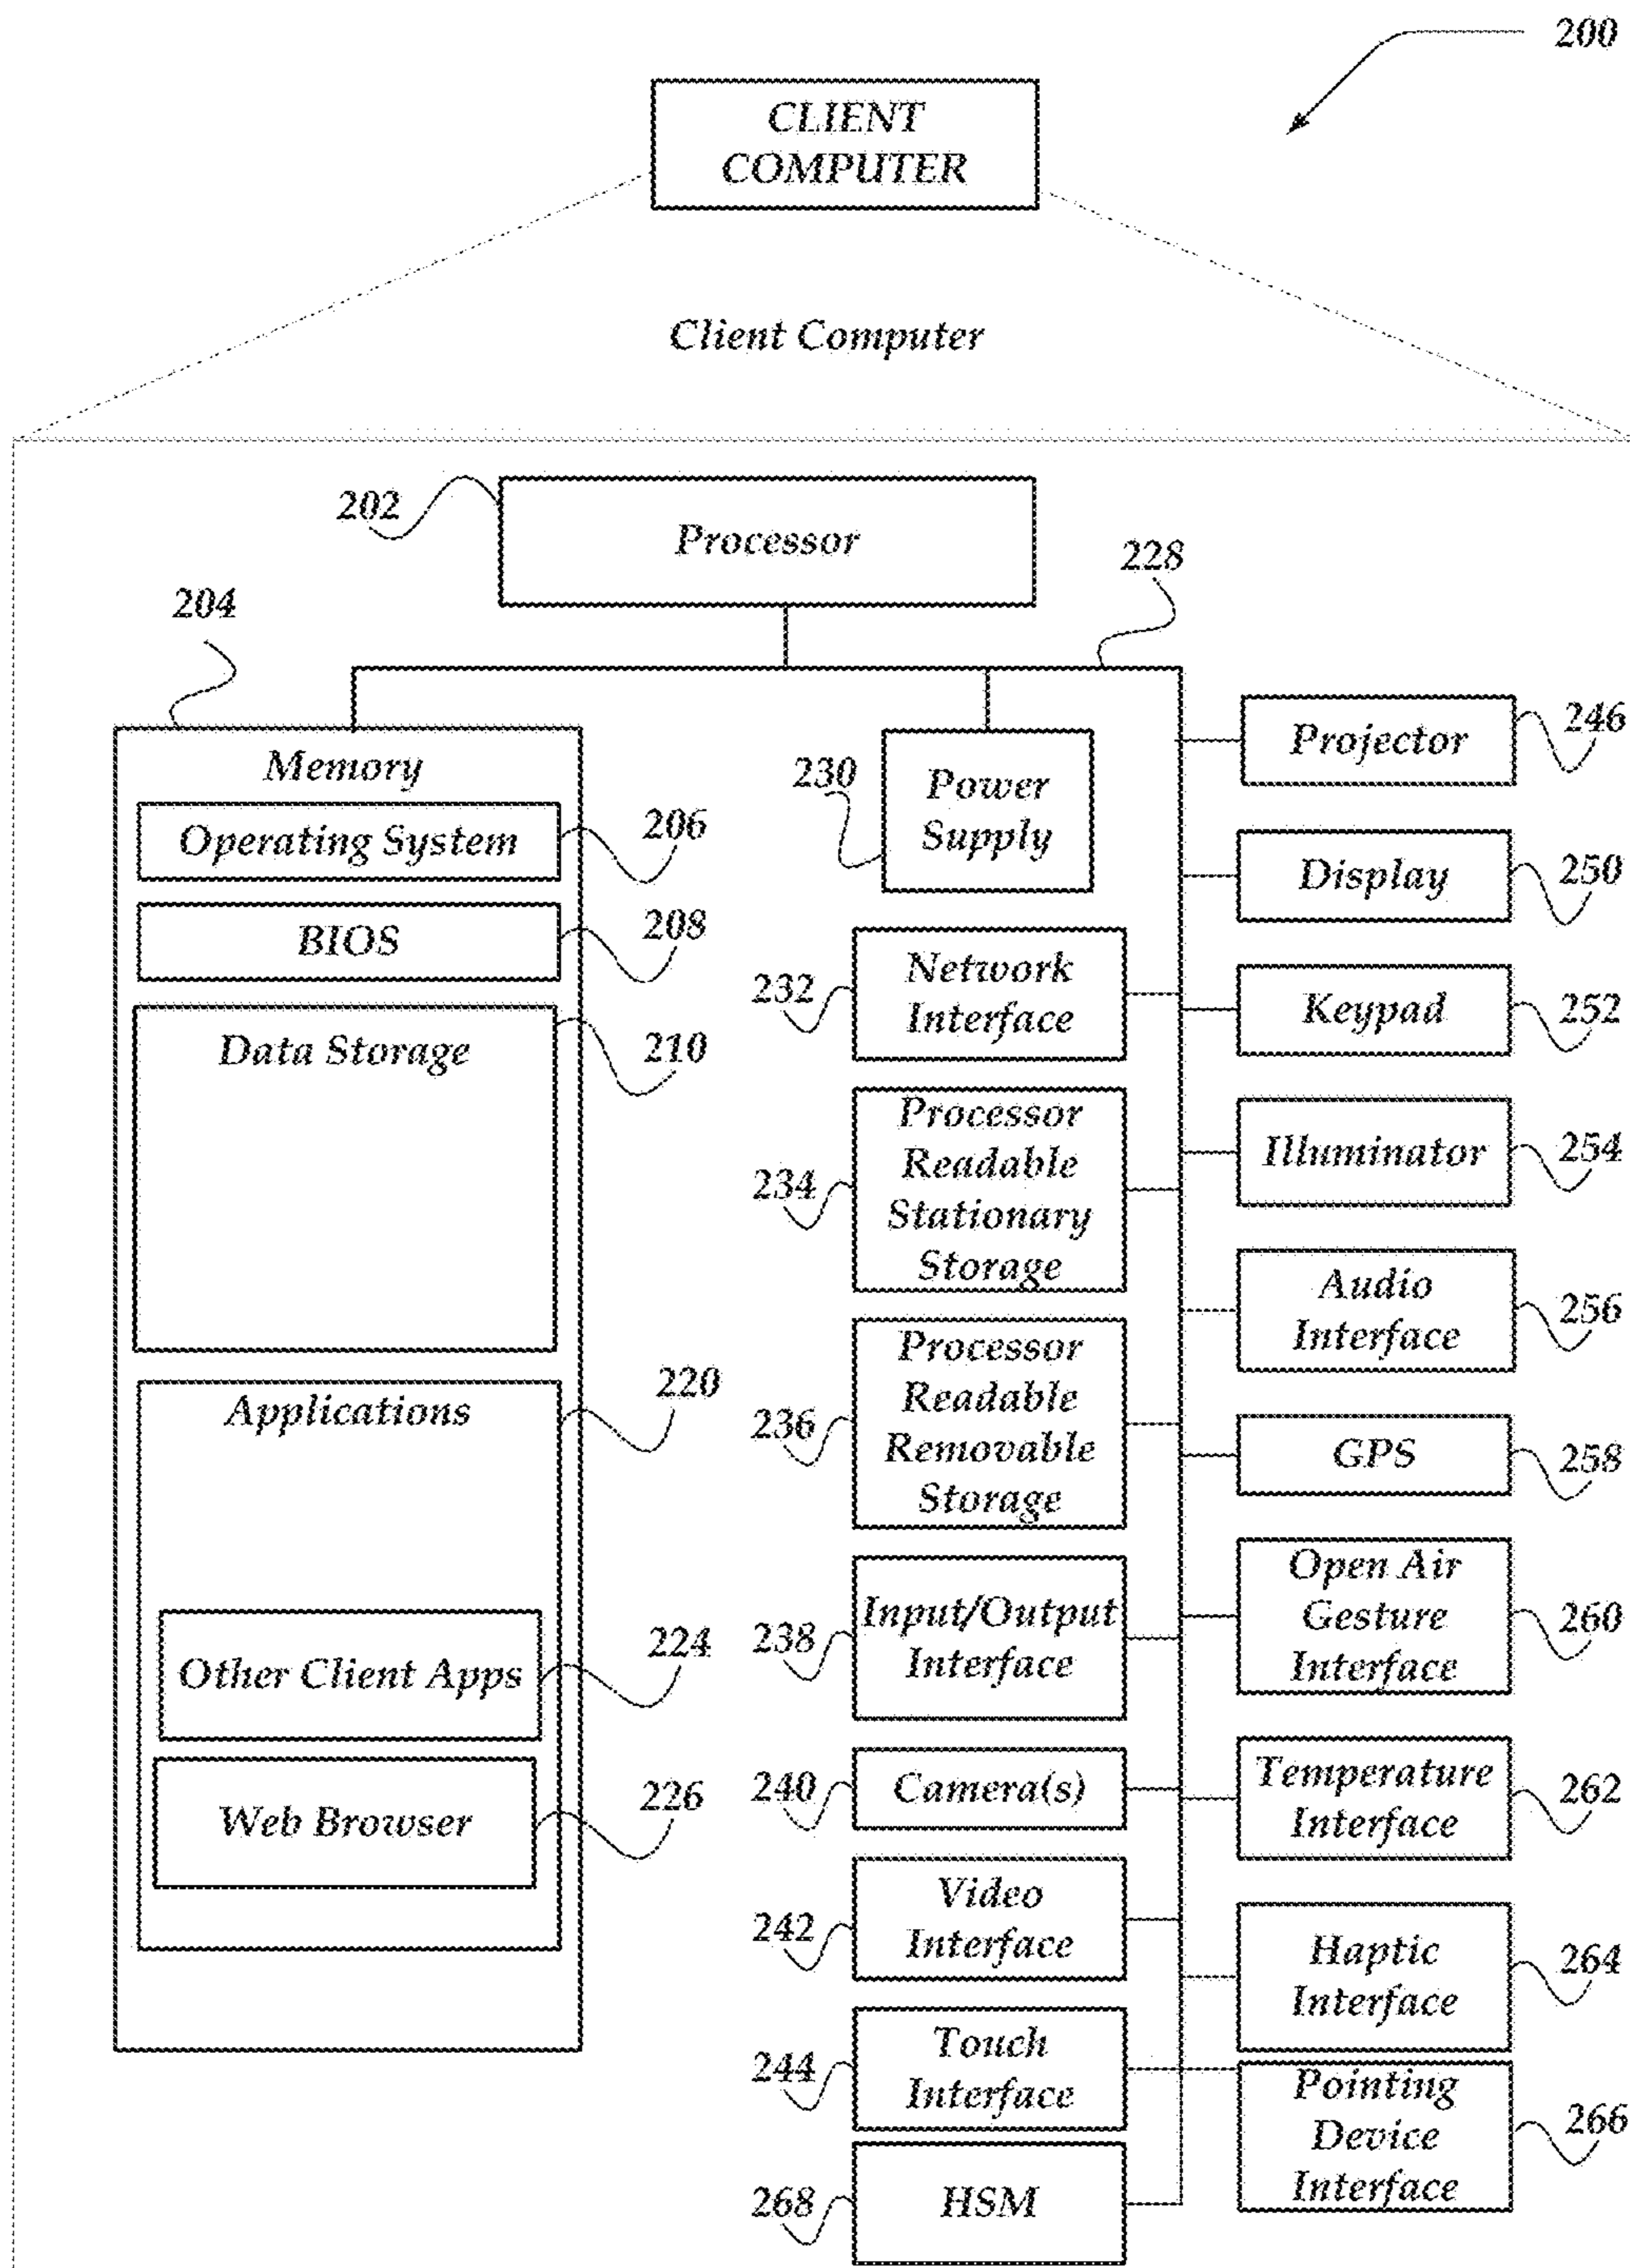 200
CLIENT
COMPUTER
Client Computer
202
Processor
228
204
Memory
Operating System
206
BIOS
208
Data Storage
210
Applications
220
Other Client Apps
224
Web Browser
226
230
Power
Supply
232
Network
Interface
234
Processor
Readable
Stationary
Storage
236
Processor
Readable
Removable
Storage
238
Input/Output
Interface
240
Camera(s)
242
Video
Interface
244
Touch
Interface
268
HSM
Projector
246
Display
250
Keypad
252
Illuminator
254
Audio
Interface
256
GPS
258
Open Air
Gesture
Interface
260
Temperature
Interface
262
Haptic
Interface
264
Pointing
Device
Interface
266